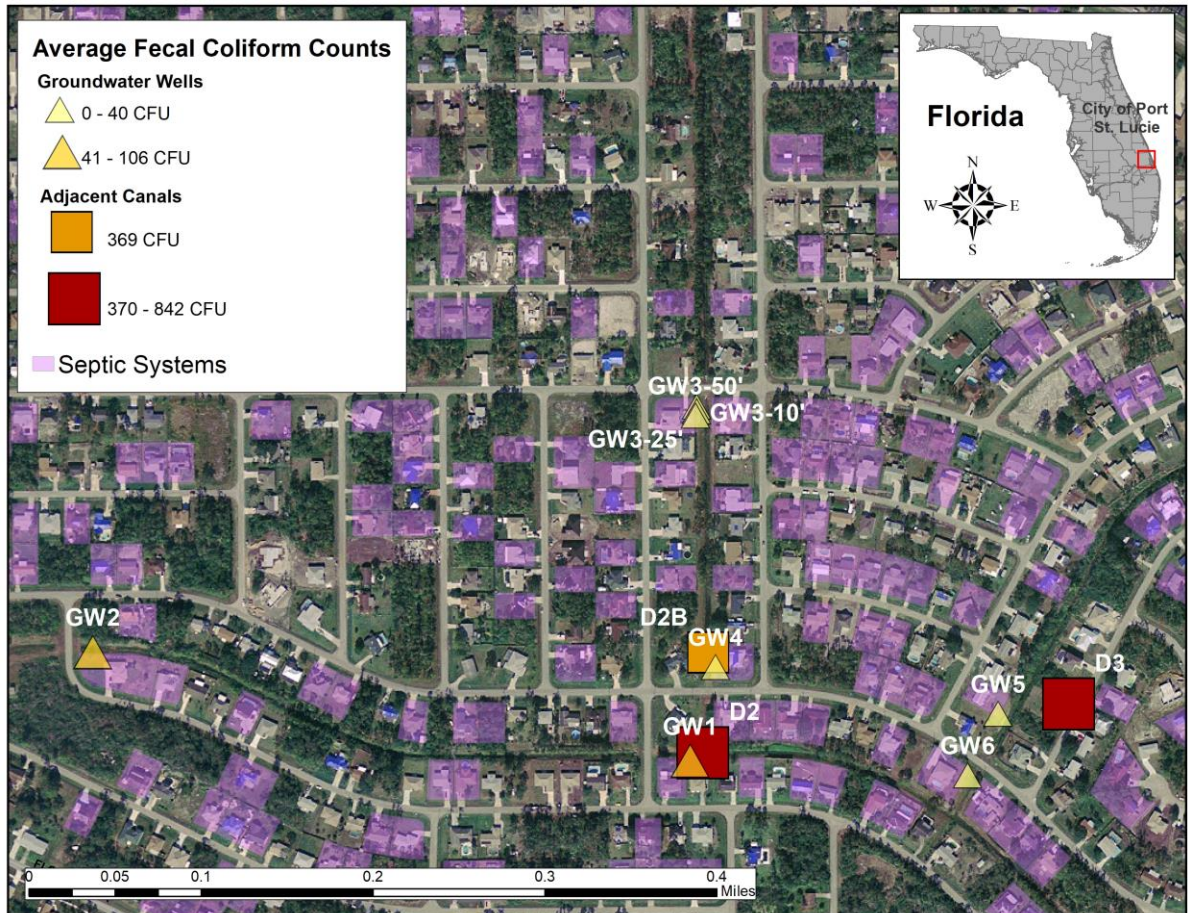 Average Fecal Coliform Counts
Groundwater Wells
0 - 40 CFU
41 - 106 CFU
Adjacent Canals
369 CFU
370 - 842 CFU
Septic Systems
Florida
City of Port
St. Lucie
N
W
E
S
GW3-50'
GW3-10'
GW3-25'
GW2
D2B
GW4
D3
GW5
D2
GW1
GW6
0
0.05
0.1
0.2
0.3
0.4
Miles